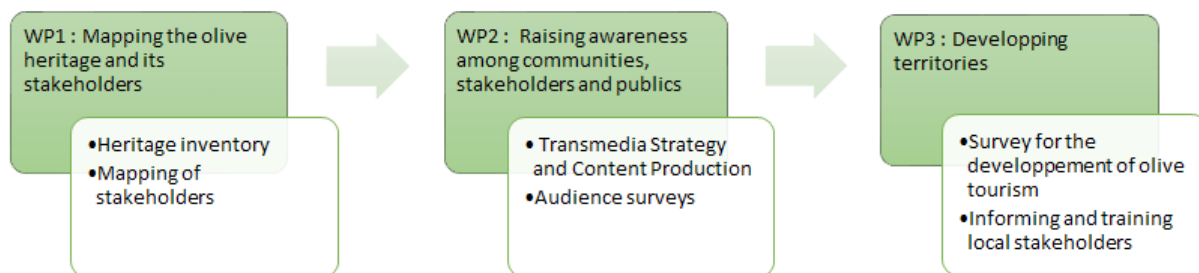 WP1 : Mapping the olive
heritage and its
stakeholders
•Heritage inventory
•Mapping of
stakeholders
WP2 :  Raising awareness
among communities,
stakeholders and publics
• Transmedia Strategy
and Content Production
•Audience surveys
WP3 : Developping
territories
•Survey for the
developpement of olive
tourism
•Informing and training
local stakeholders